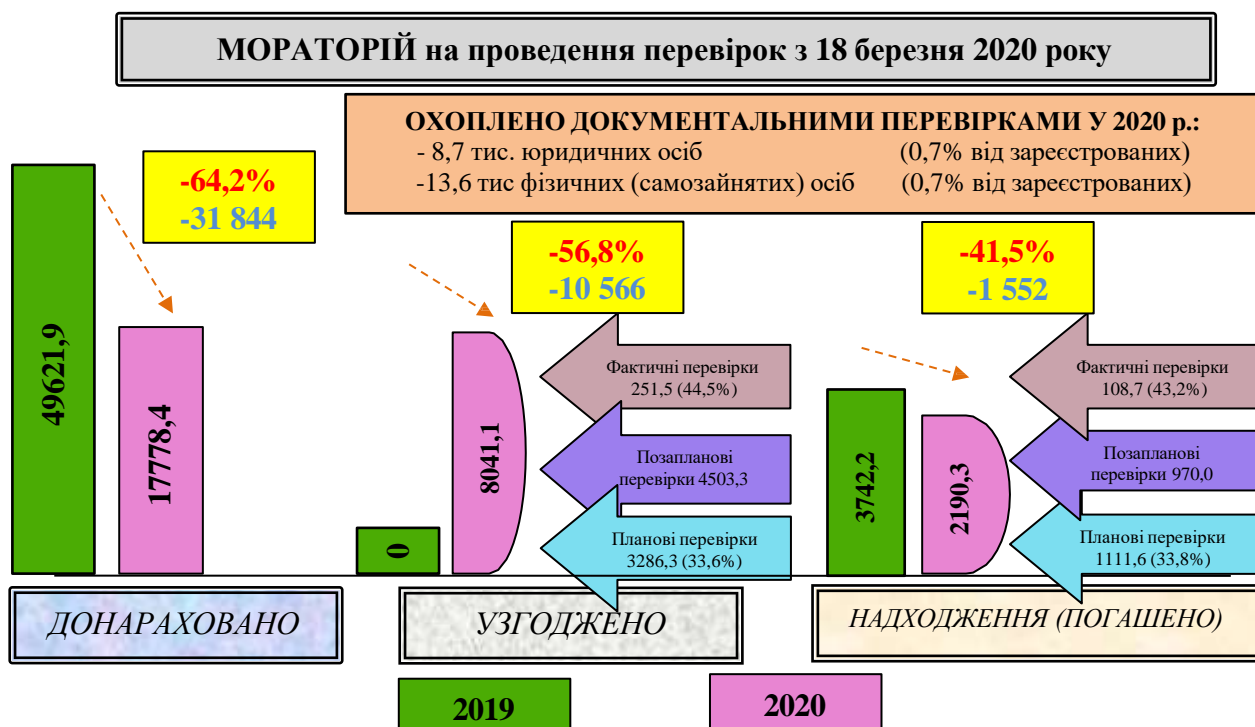 МОРАТОРІЙ на проведення перевірок з 18 березня 2020 року
ОХОПЛЕНО ДОКУМЕНТАЛЬНИМИ ПЕРЕВІРКАМИ У 2020 р.:
- 8,7 тис. юридичних осіб (0,7% від зареєстрованих)
-13,6 тис фізичних (самозайнятих) осіб (0,7% від зареєстрованих)
-64,2%
-31 844
-56,8%
-10 566
-41,5%
-1 552
49621,9
17778,4
0
8041,1
Фактичні перевірки
251,5 (44,5%)
Позапланові
перевірки 4503,3
Планові перевірки
3286,3 (33,6%)
3742,2
2190,3
Фактичні перевірки
108,7 (43,2%)
Позапланові
перевірки 970,0
Планові перевірки
1111,6 (33,8%)
ДОНАРАХОВАНО
УЗГОДЖЕНО
НАДХОДЖЕННЯ (ПОГАШЕНО)
2019
2020